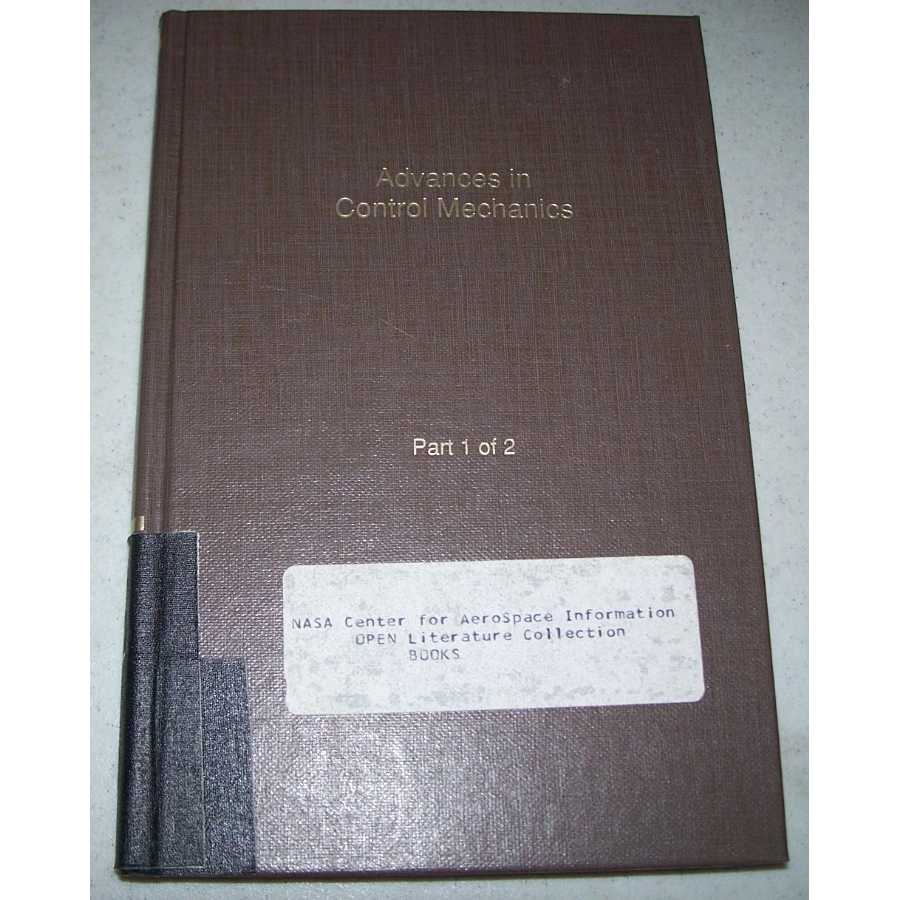 Advances in
Control Mechanics
Part 1 of 2
NASA Center for AeroSpace Information
OPEN Literature Collection
BOOKS